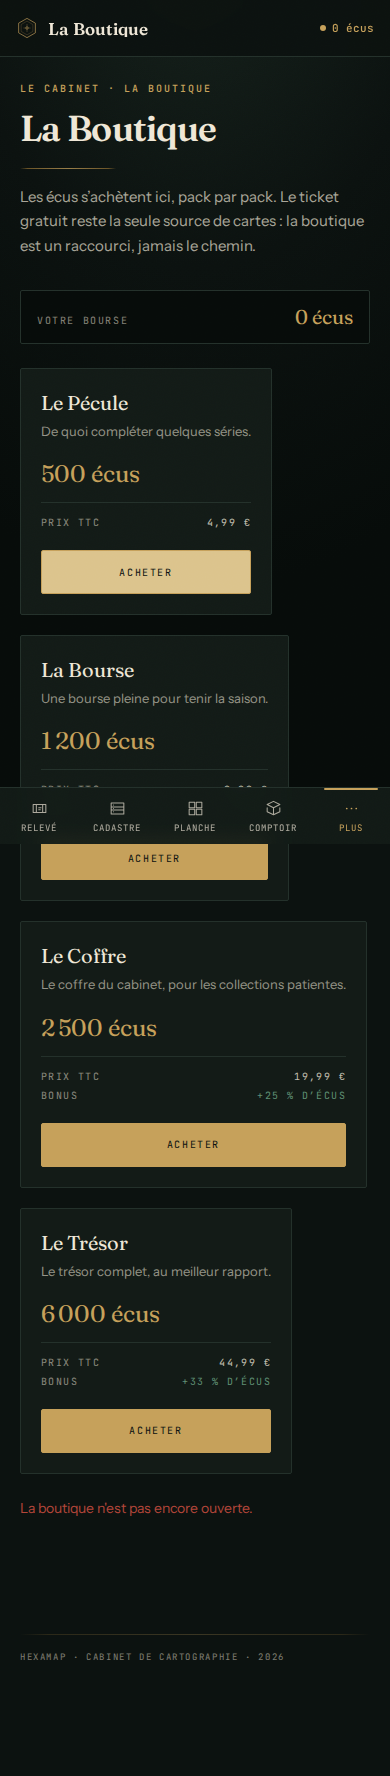 La Boutique
0 écus
LE CABINET · LA BOUTIQUE
La Boutique
Les écus s'achètent ici, pack par pack. Le ticket
gratuit reste la seule source de cartes : la boutique
est un raccourci, jamais le chemin.
VOTRE BOURSE 0 écus
Le Pécule
De quoi compléter quelques séries.
500 écus
PRIX TTC 4,99 €
ACHETER
La Bourse
Une bourse pleine pour tenir la saison.
1 200 écus
RELEVÉ CADASTRE PLANCHE COMPTOIR PLUS
ACHETER
Le Coffre
Le coffre du cabinet, pour les collections patientes.
2 500 écus
PRIX TTC 19,99 €
BONUS +25 % D'ÉCUS
ACHETER
Le Trésor
Le trésor complet, au meilleur rapport.
6 000 écus
PRIX TTC 44,99 €
BONUS +33 % D'ÉCUS
ACHETER
La boutique n'est pas encore ouverte.
HEXAMAP · CABINET DE CARTOGRAPHIE · 2026